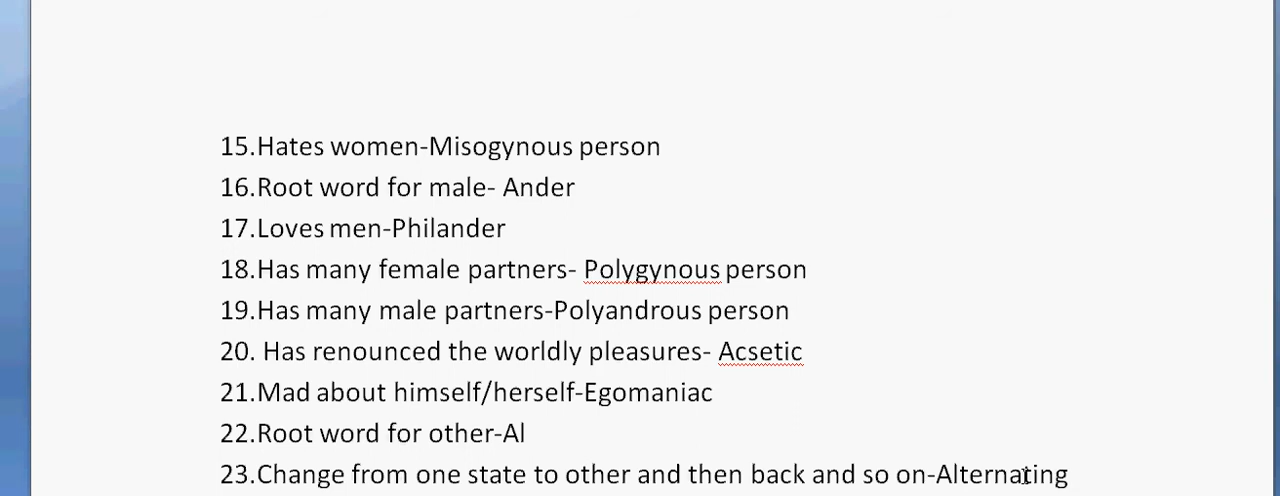 15.Hates women-Misogynous person
16.Root word for male- Ander
17.Loves men-Philander
18.Has many female partners- Polygynous person
19.Has many male partners-Polyandrous person
20. Has renounced the worldly pleasures- Acsetic
21.Mad about himself/herself-Egomaniac
22.Root word for other-Al
23.Change from one state to other and then back and so on-Alternating